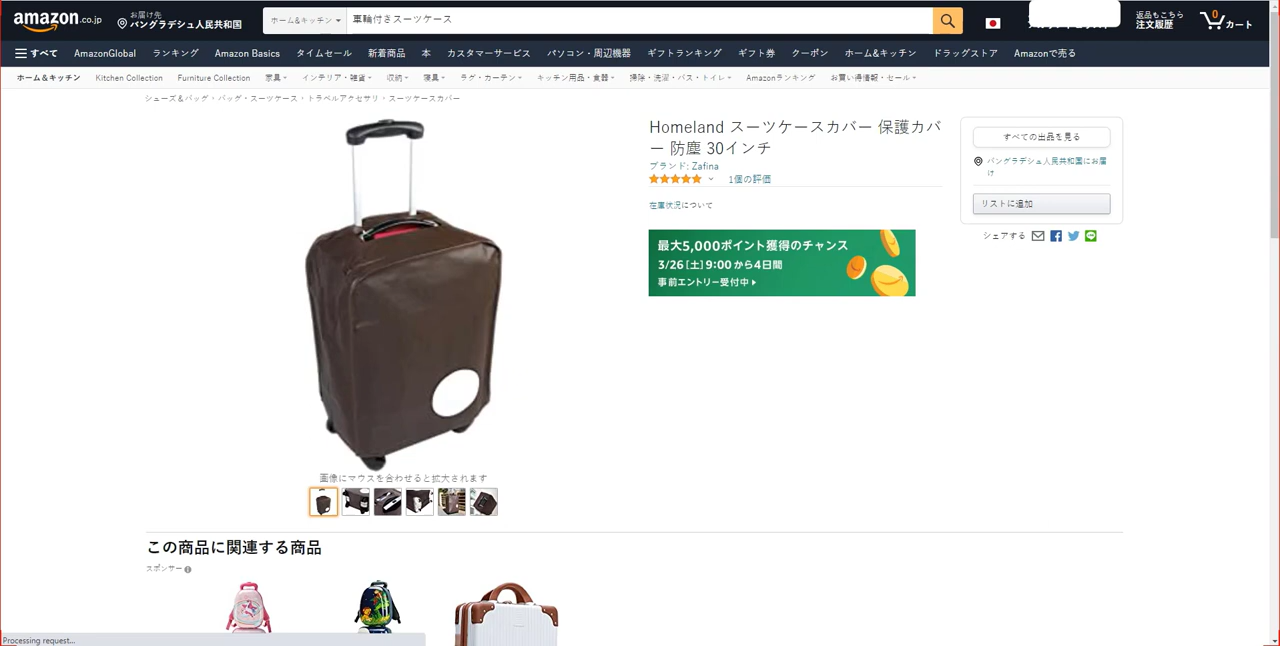 amazon.co.jp
お届け先
バングラデシュ人民共和国
ホーム&キッチン
車輪付きスーツケース
返品もこちら
注文履歴
0
カート
すべて AmazonGlobal ランキング Amazon Basics タイムセール 新着商品 本 カスタマーサービス パソコン・周辺機器 ギフトランキング ギフト券 クーポン ホーム&キッチン ドラッグストア Amazonで売る
ホーム&キッチン Kitchen Collection Furniture Collection 家具 インテリア・雑貨 収納 寝具 ラグ・カーテン キッチン用品・食器 掃除・洗濯・バス・トイレ Amazonランキング お買い得情報・セール
シューズ&バッグ › バッグ・スーツケース › トラベルアクセサリ › スーツケースカバー
Homeland スーツケースカバー 保護カバ
ー 防塵 30インチ
ブランド: Zafina
1個の評価
在庫状況について
最大5,000ポイント獲得のチャンス
3/26[土]9:00から4日間
事前エントリー受付中
すべての出品を見る
バングラデシュ人民共和国にお届
け
リストに追加
シェアする
画像にマウスを合わせると拡大されます
この商品に関連する商品
スポンサー
Processing request...